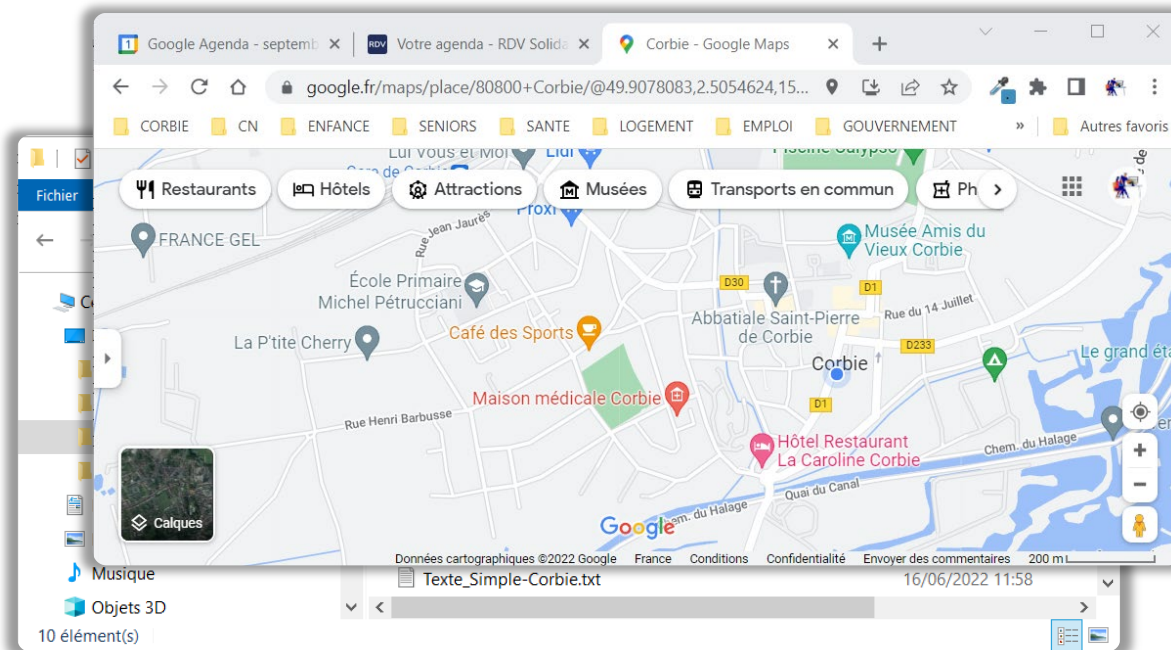 Google Agenda - septemb
Votre agenda - RDV Solida
Corbie - Google Maps
google.fr/maps/place/80800+Corbie/@49.9078083,2.5054624,15...
CORBIE
CN
ENFANCE
SENIORS
SANTE
LOGEMENT
EMPLOI
GOUVERNEMENT
»
Autres favoris
Fichier
Lui Vous et Moi
Lidl
Piscine Calypso
Restaurants
Hôtels
Attractions
Musées
Transports en commun
Ph
Proxi
Rue Jean Jaurès
FRANCE GEL
Musée Amis du
Vieux Corbie
École Primaire
Michel Pétrucciani
D30
D1
Abbatiale Saint-Pierre
de Corbie
Rue du 14 Juillet
Café des Sports
La P'tite Cherry
D233
Le grand éta
Corbie
Maison médicale Corbie
D1
Rue Henri Barbusse
Hôtel Restaurant
La Caroline Corbie
Chem. du Halage
Quai du Canal
Calques
Google
em. du Halage
Données cartographiques ©2022 Google
France
Conditions
Confidentialité
Envoyer des commentaires
200 m
Musique
Texte_Simple-Corbie.txt
16/06/2022 11:58
Objets 3D
10 élément(s)